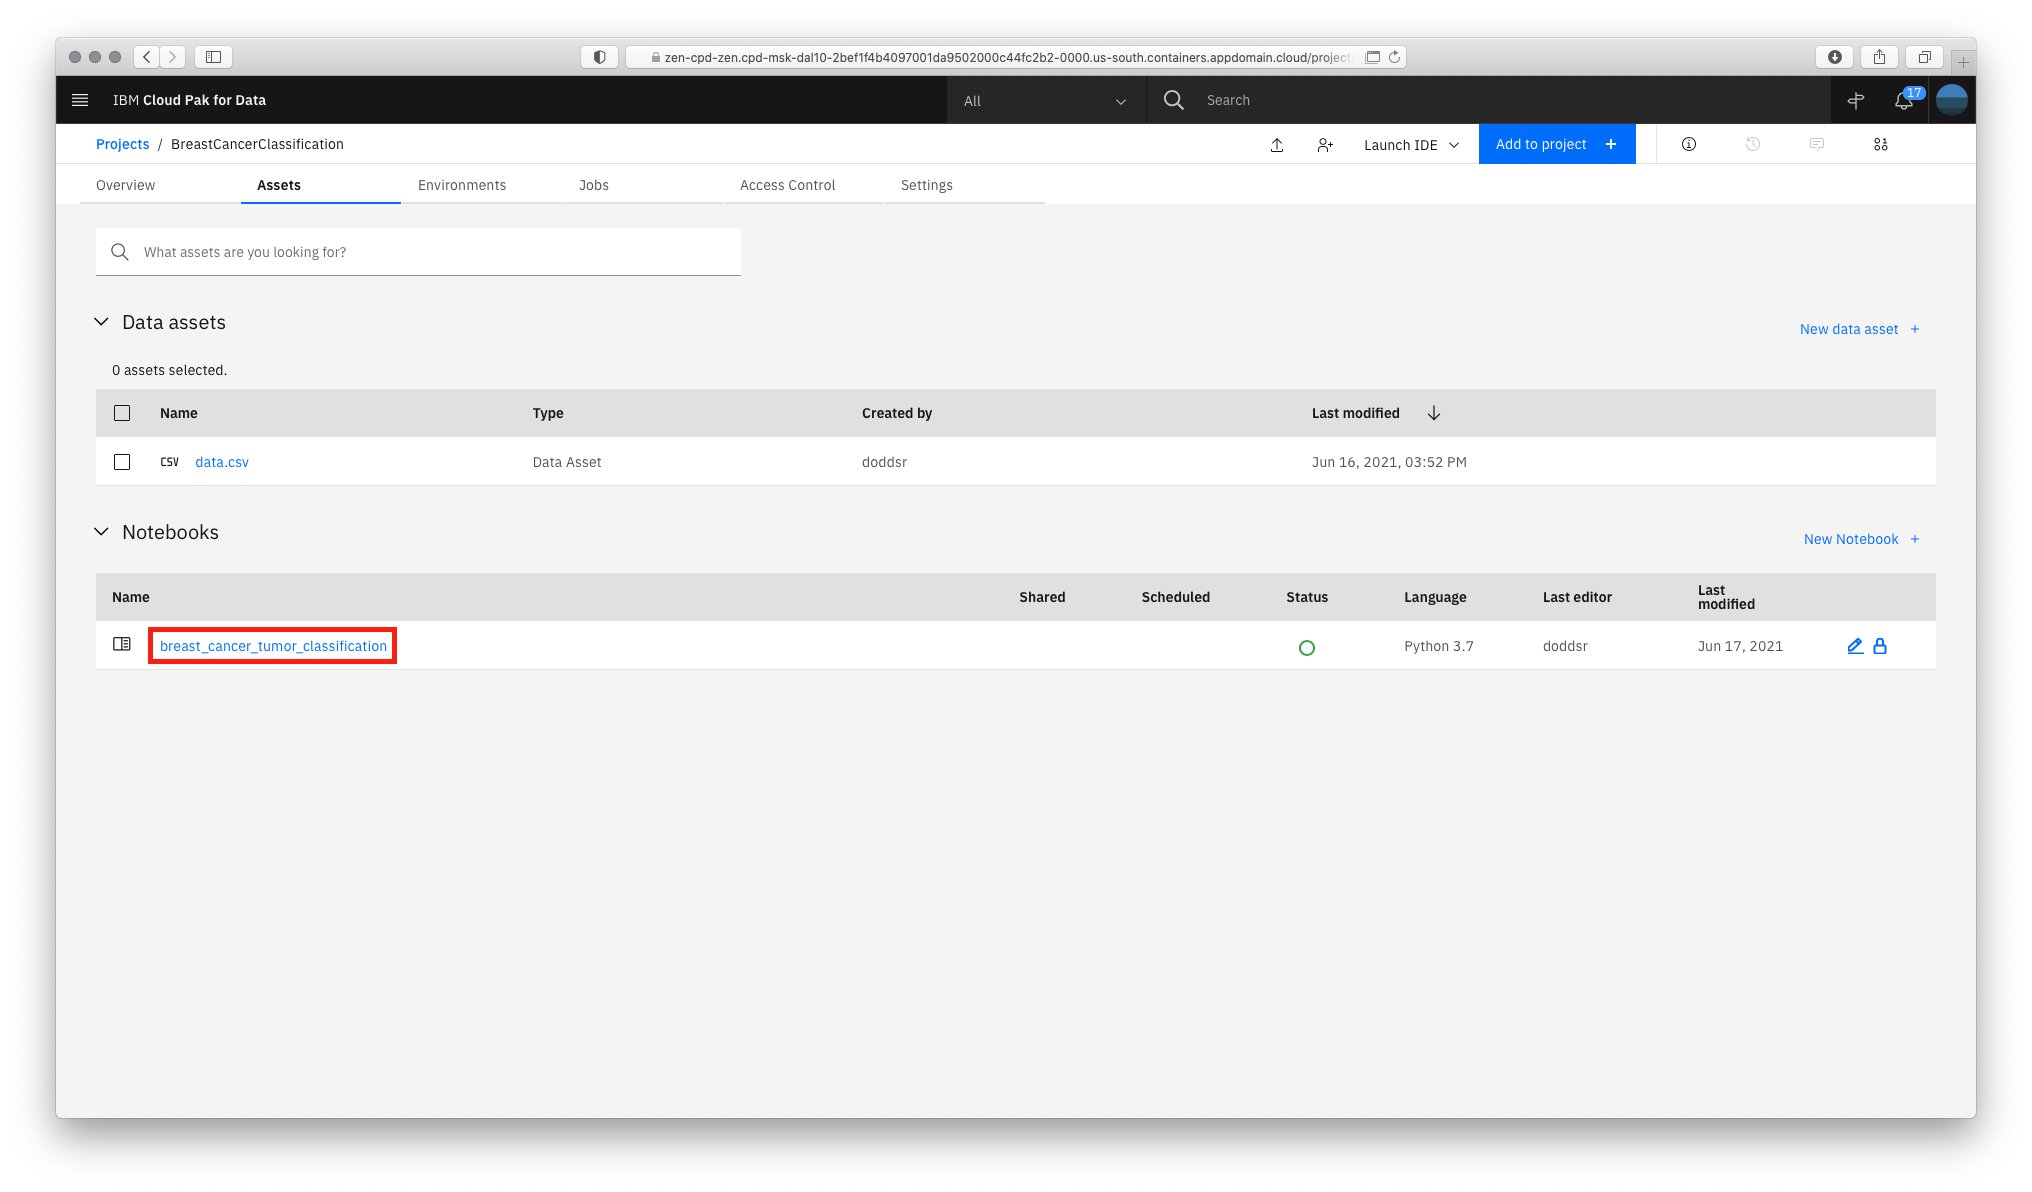 zen-cpd-zen.cpd-msk-dal10-2bef1f4b4097001da9502000c44fc2b2-0000.us-south.containers.appdomain.cloud/project
IBM Cloud Pak for Data
All
Search
17
Projects / BreastCancerClassification
Launch IDE
Add to project +
Overview
Assets
Environments
Jobs
Access Control
Settings
What assets are you looking for?
Data assets
New data asset +
0 assets selected.
Name Type Created by Last modified
CSV data.csv Data Asset doddsr Jun 16, 2021, 03:52 PM
Notebooks
New Notebook +
Name Shared Scheduled Status Language Last editor Last modified
breast_cancer_tumor_classification Python 3.7 doddsr Jun 17, 2021